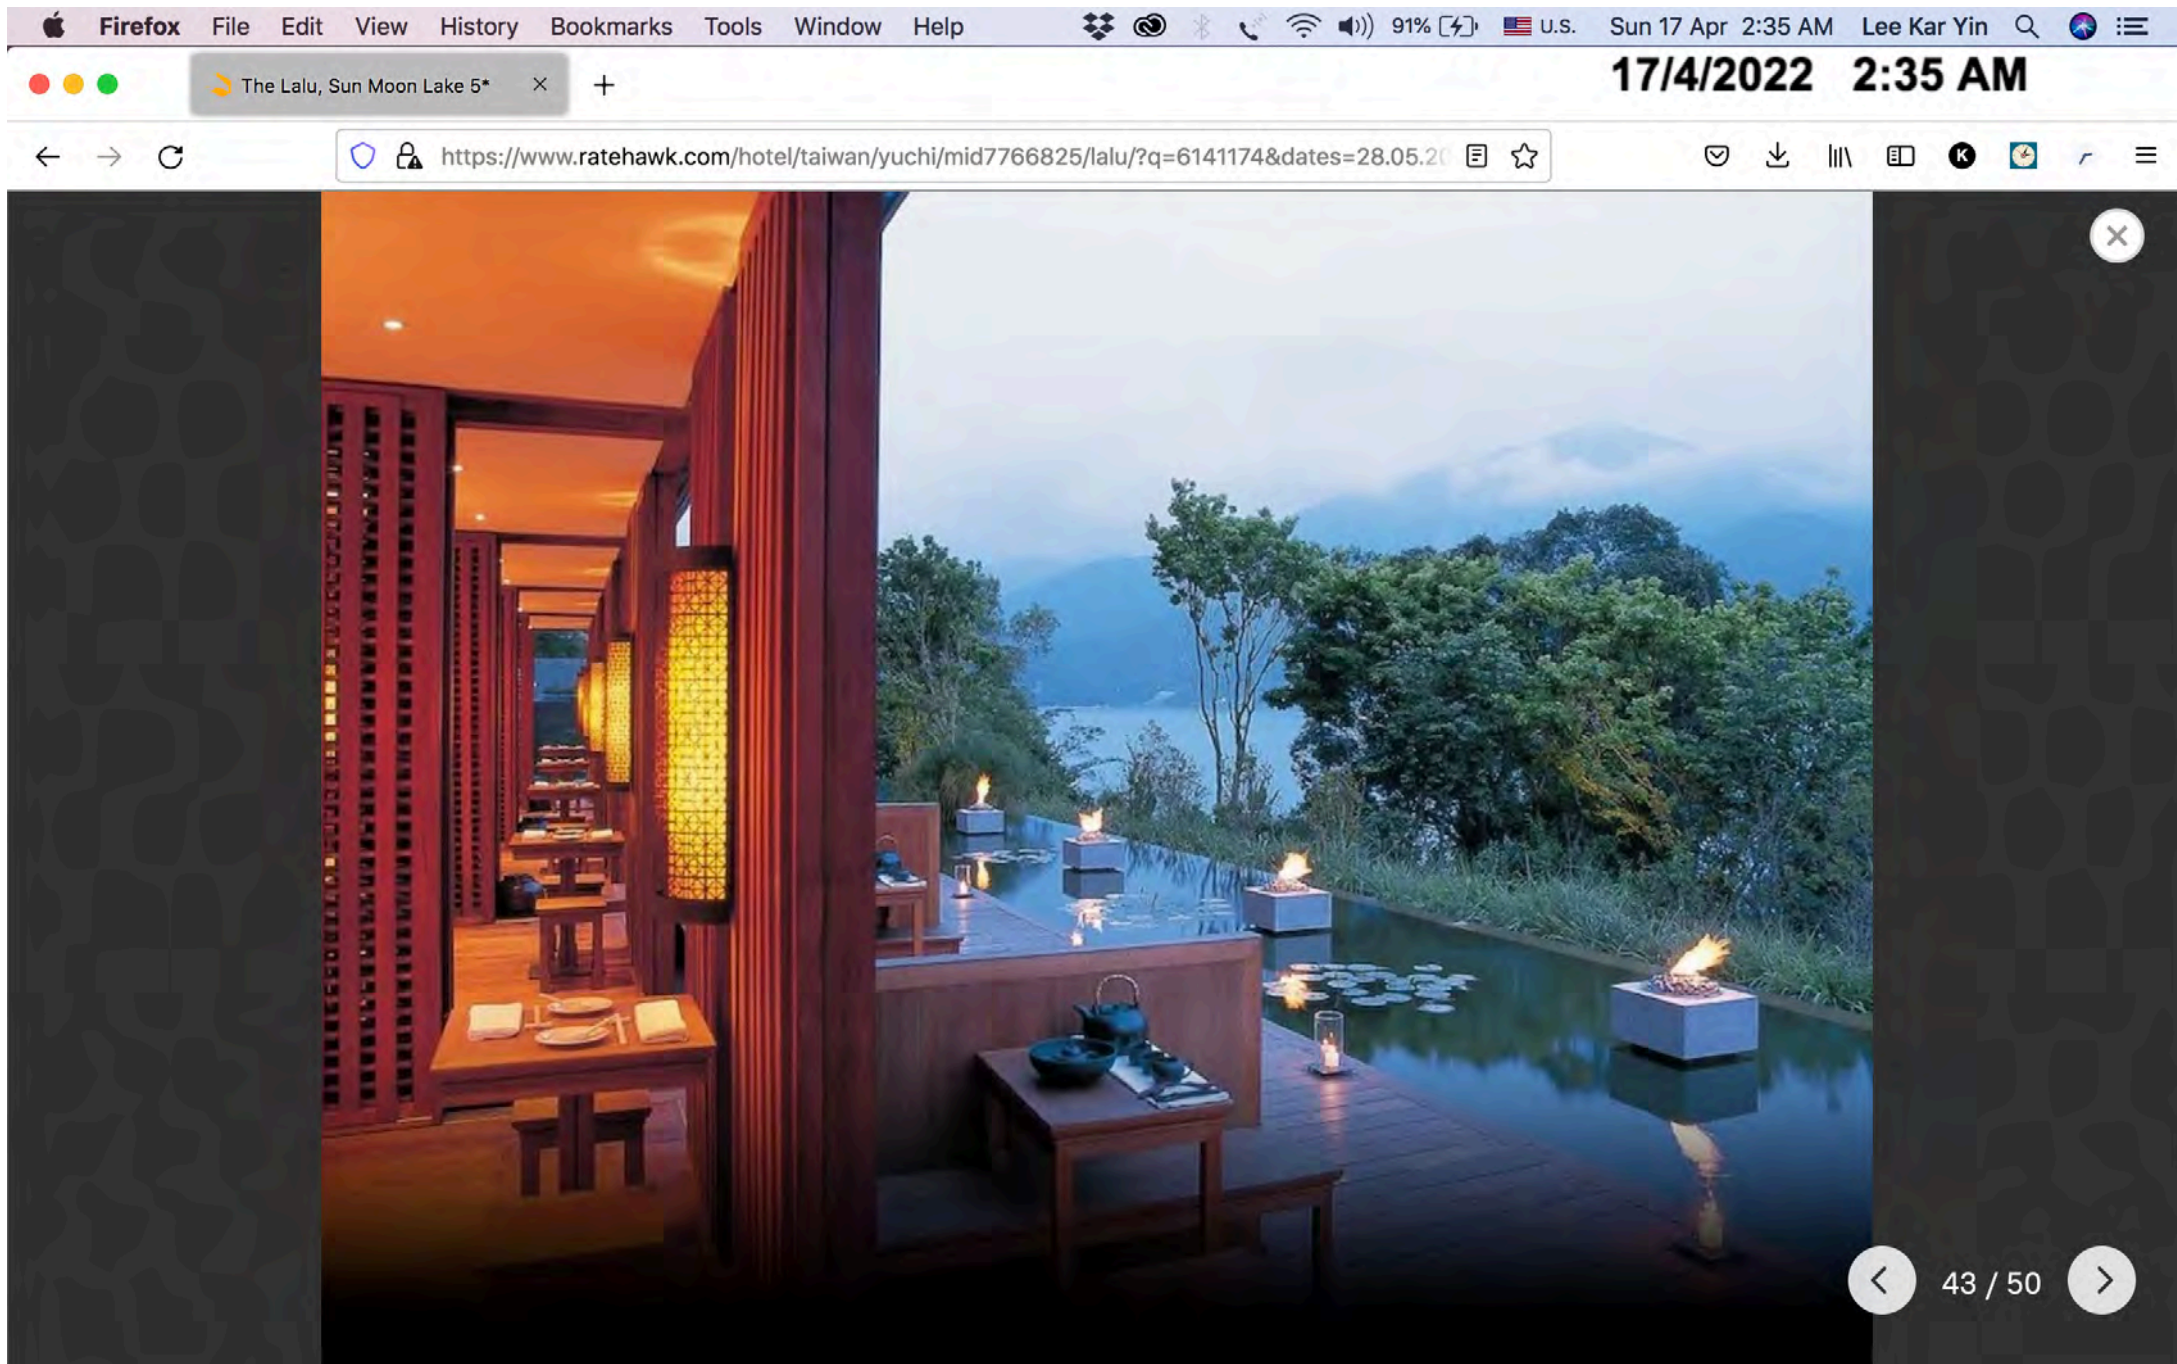 Firefox File Edit View History Bookmarks Tools Window Help 91% U.S. Sun 17 Apr 2:35 AM Lee Kar Yin
The Lalu, Sun Moon Lake 5*
17/4/2022 2:35 AM
https://www.ratehawk.com/hotel/taiwan/yuchi/mid7766825/lalu/?q=6141174&dates=28.05.20
K
43 / 50